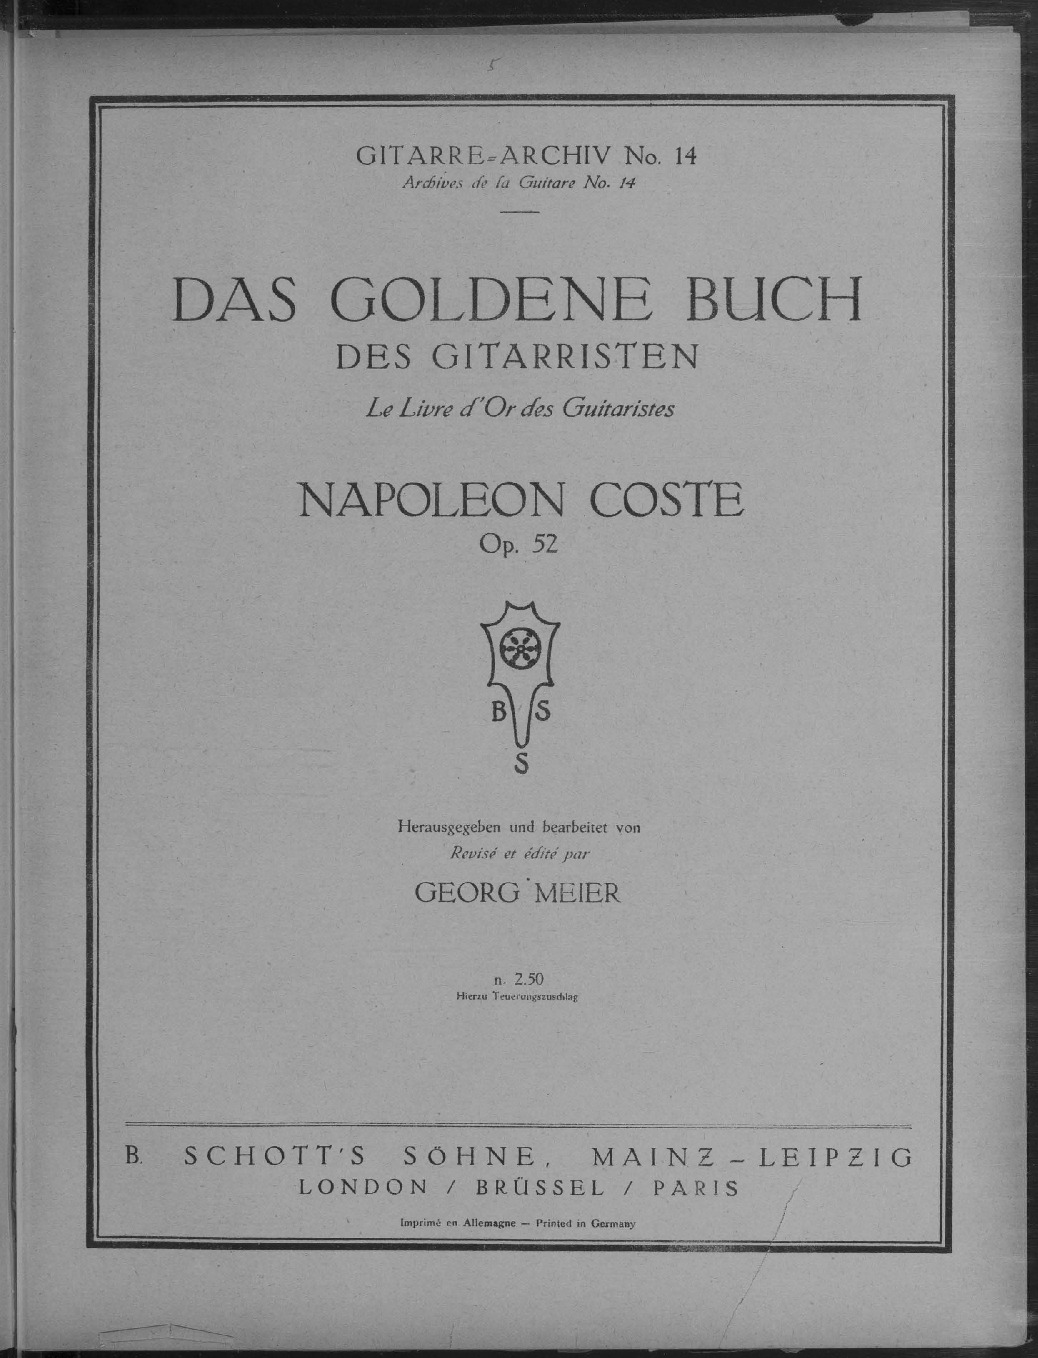 5
GITARRE=ARCHIV No. 14
Archives de la Guitare No. 14
DAS GOLDENE BUCH
DES GITARRISTEN
Le Livre d'Or des Guitaristes
NAPOLEON COSTE
Op. 52
B S
S
Herausgegeben und bearbeitet von
Revisé et édité par
GEORG MEIER
n. 2.50
Hierzu Teuerungszuschlag
B. SCHOTT'S SÖHNE, MAINZ – LEIPZIG
LONDON / BRÜSSEL / PARIS
Imprimé en Allemagne — Printed in Germany